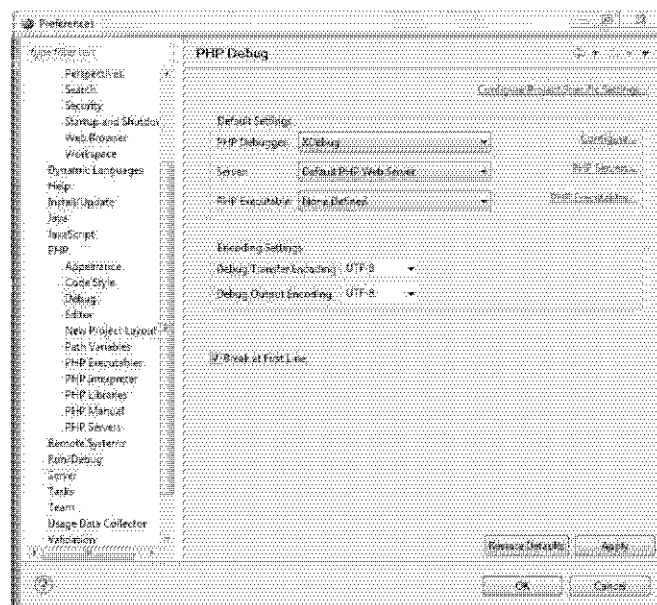 Preferences
type filter text
Perspectives
Search
Security
Startup and Shutdow
Web Browser
Workspace
Dynamic Languages
Help
Install/Update
Java
JavaScript
PHP
Appearance
Code Style
Debug
Editor
New Project Layout
Path Variables
PHP Executables
PHP Interpreter
PHP Libraries
PHP Manual
PHP Servers
Remote Systems
Run/Debug
Server
Tasks
Team
Usage Data Collector
Validation
PHP Debug
Configure Project Specific Settings...
Default Settings
PHP Debugger: XDebug Configure...
Server: Default PHP Web Server PHP Servers...
PHP Executable: None Defined PHP Executables...
Encoding Settings
Debug Transfer Encoding UTF-8
Debug Output Encoding UTF-8
Break at First Line
Restore Defaults Apply
OK Cancel